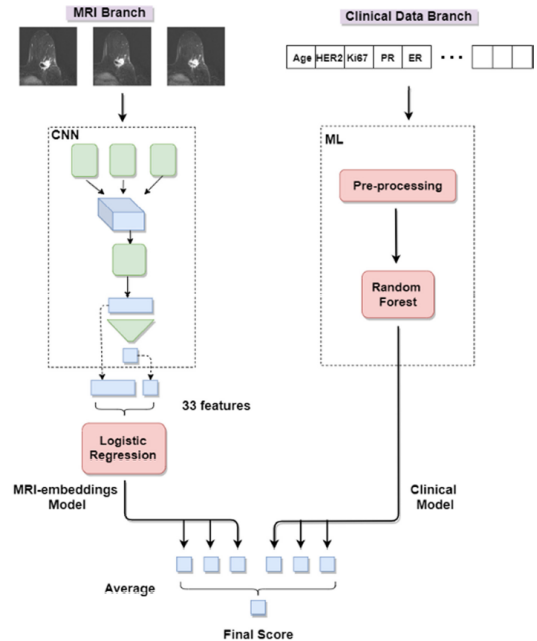 MRI Branch
Clinical Data Branch
Age HER2 Ki67 PR ER ...
CNN
ML
Pre-processing
Random
Forest
33 features
Logistic
Regression
MRI-embeddings
Model
Clinical
Model
Average
Final Score